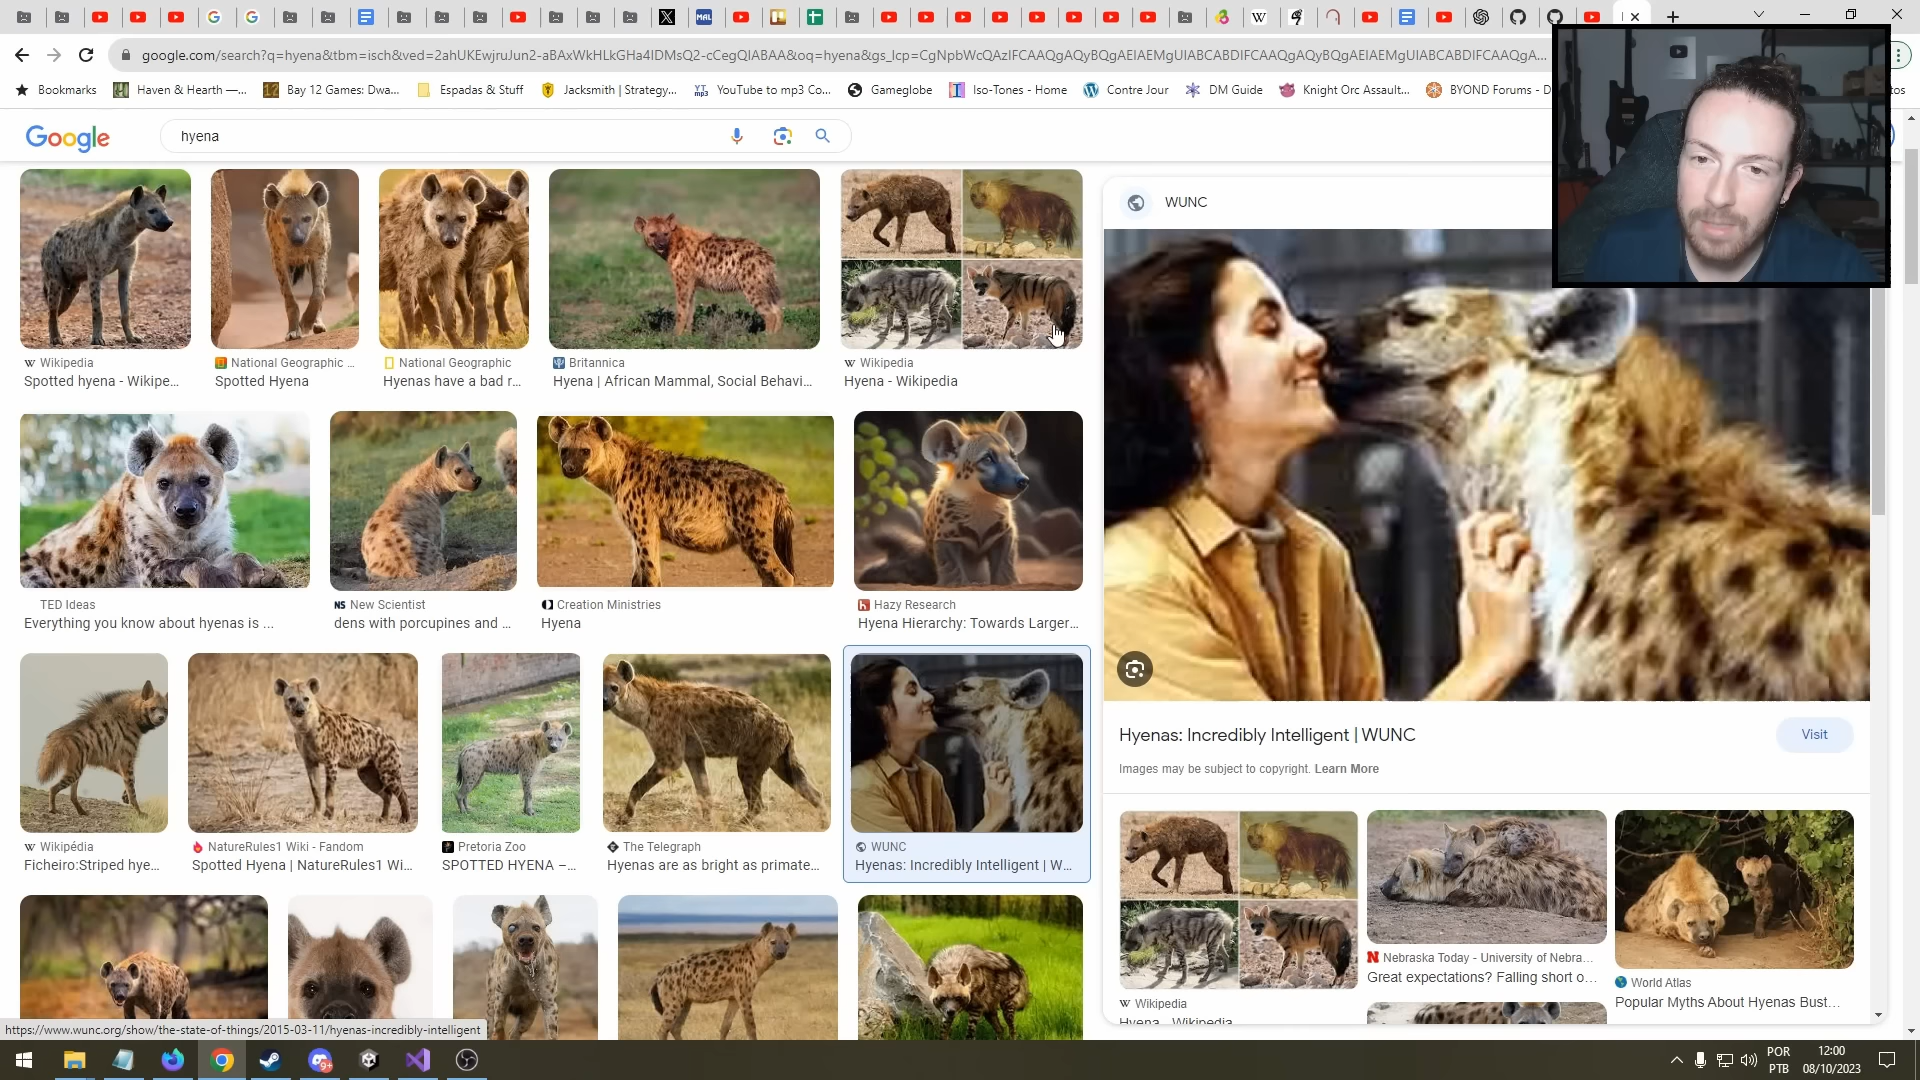 google.com/search?q=hyena&tbm=isch&ved=2ahUKEwjruJun2-aBAxWkHLkGHa4IDMsQ2-cCegQIABAA&oq=hyena&gs_lcp=CgNpbWcQAzIFCAAQgAQyBQgAEIAEMgUIABCABDIFCAAQgAQyBQgAEIAEMgUIABCABDIFCAAQgA...
Bookmarks
Haven & Hearth —...
Bay 12 Games: Dwa...
Espadas & Stuff
Jacksmith | Strategy...
YouTube to mp3 Co...
Gameglobe
Iso-Tones - Home
Contre Jour
DM Guide
Knight Orc Assault...
BYOND Forums - D
Google
hyena
WUNC
Wikipedia
Spotted hyena - Wikipe...
National Geographic ...
Spotted Hyena
National Geographic
Hyenas have a bad r...
Britannica
Hyena | African Mammal, Social Behavi...
Wikipedia
Hyena - Wikipedia
TED Ideas
Everything you know about hyenas is ...
New Scientist
dens with porcupines and ...
Creation Ministries
Hyena
Hazy Research
Hyena Hierarchy: Towards Larger...
Wikipédia
Ficheiro:Striped hye...
NatureRules1 Wiki - Fandom
Spotted Hyena | NatureRules1 Wi...
Pretoria Zoo
SPOTTED HYENA –...
The Telegraph
Hyenas are as bright as primate...
WUNC
Hyenas: Incredibly Intelligent | W...
Hyenas: Incredibly Intelligent | WUNC
Visit
Images may be subject to copyright. Learn More
Wikipedia
Hyena - Wikipedia
Nebraska Today - University of Nebra...
Great expectations? Falling short o...
World Atlas
Popular Myths About Hyenas Bust...
https://www.wunc.org/show/the-state-of-things/2015-03-11/hyenas-incredibly-intelligent
POR
PTB
12:00
08/10/2023